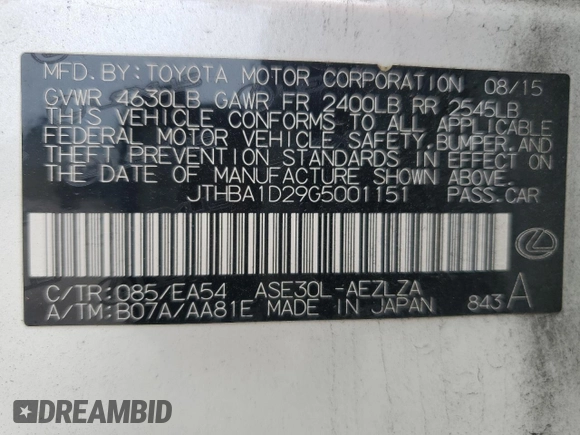 MFD. BY: TOYOTA MOTOR CORPORATION 08/15
GVWR 4630LB GAWR FR 2400LB RR 2545LB
THIS VEHICLE CONFORMS TO ALL APPLICABLE
FEDERAL MOTOR VEHICLE SAFETY, BUMPER, AND
THEFT PREVENTION STANDARDS IN EFFECT ON
THE DATE OF MANUFACTURE SHOWN ABOVE.
JTHBA1D29G5001151 PASS. CAR
C/TR: 085/EA54 ASE30L-AEZLZA
A/TM: B07A/AA81E MADE IN JAPAN 843 A
DREAMBID